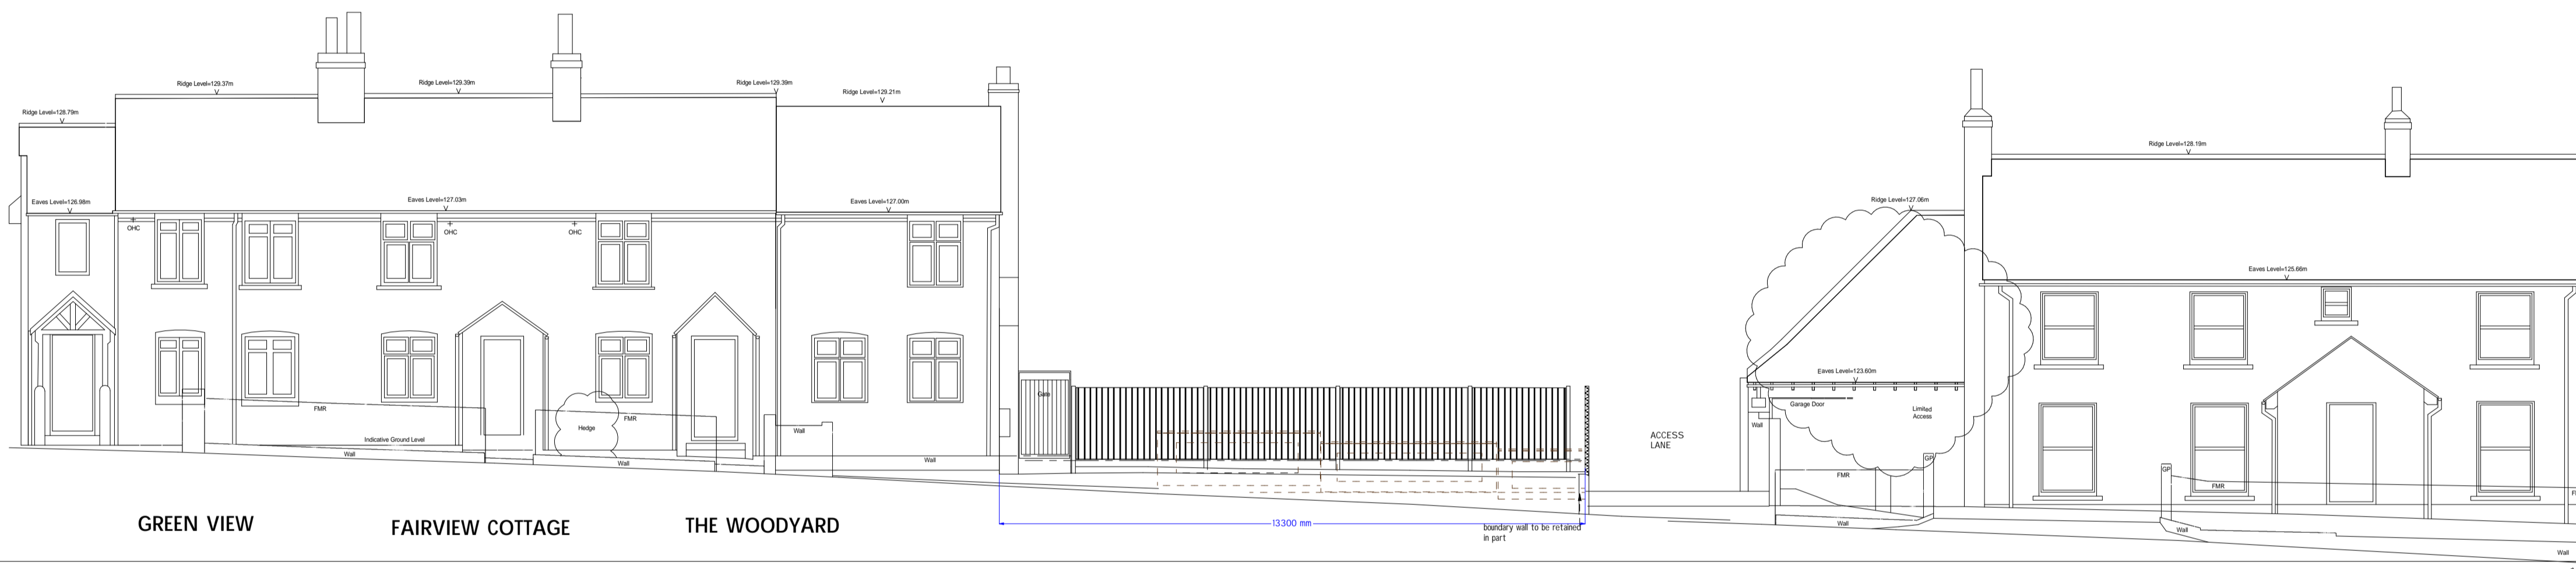 Ridge Level=128.79m
Ridge Level=129.37m
Ridge Level=129.39m
Ridge Level=129.39m
Ridge Level=129.21m
Ridge Level=128.19m
Ridge Level=127.06m
Eaves Level=126.98m
Eaves Level=127.03m
Eaves Level=127.00m
Eaves Level=125.66m
Eaves Level=123.60m
OHC
OHC
OHC
Gate
Garage Door
Limited
Access
FMR
FMR
Hedge
Indicative Ground Level
Wall
Wall
Wall
Wall
Wall
ACCESS
LANE
GP
FMR
GP
FMR
Wall
Wall
Wall
GREEN VIEW
FAIRVIEW COTTAGE
THE WOODYARD
13300 mm
boundary wall to be retained
in part